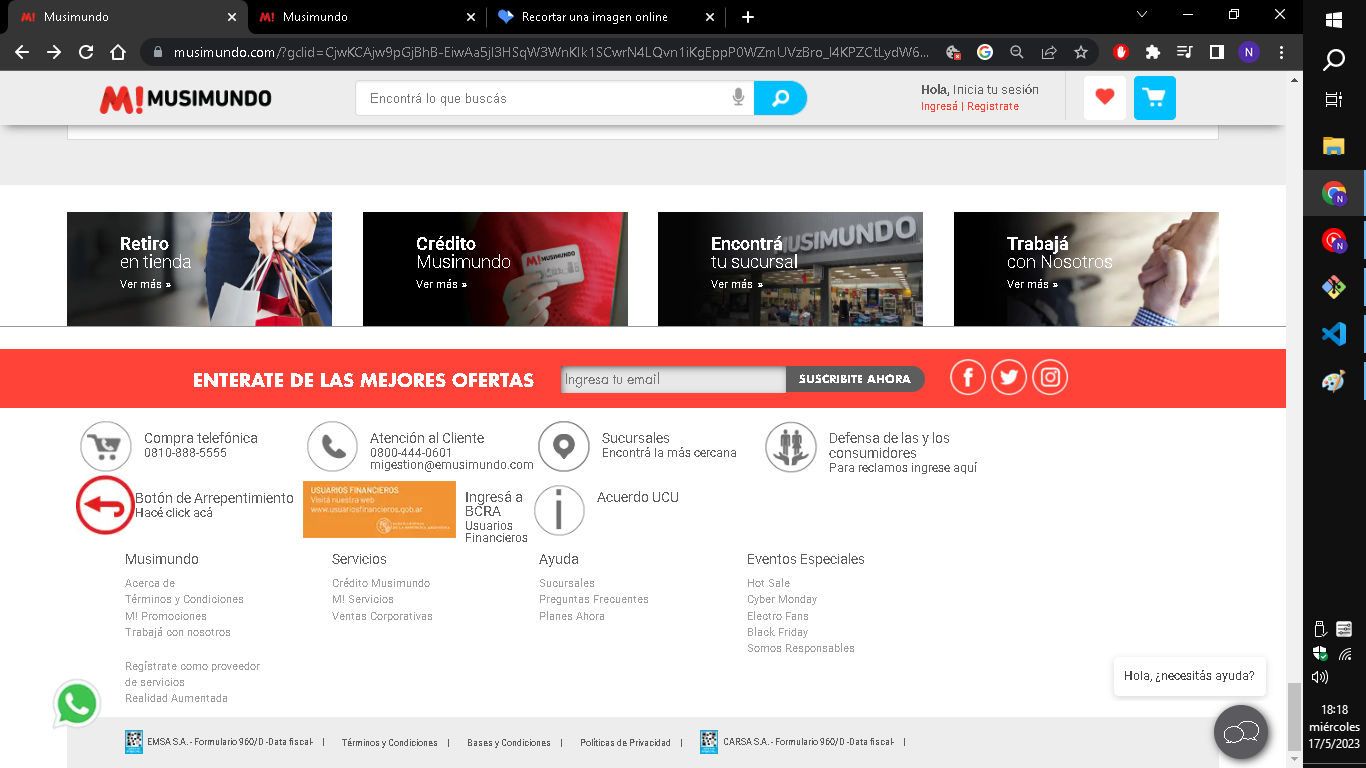 Musimundo
Musimundo
Recortar una imagen online
musimundo.com/?gclid=CjwKCAjw9pGjBhB-EiwAa5jl3HSqW3WnKlk1SCwrN4LQvn1iKgEppP0WZmUVzBro_I4KPZCtLydW6...
N
M! MUSIMUNDO
Encontrá lo que buscás
Hola, Inicia tu sesión
Ingresá | Registrate
Retiro
en tienda
Ver más »
Crédito
Musimundo
Ver más »
M! MUSIMUNDO
Encontrá
tu sucursal
Ver más »
MUSIMUNDO
Trabajá
con Nosotros
Ver más »
ENTERATE DE LAS MEJORES OFERTAS
Ingresa tu email
SUSCRIBITE AHORA
Compra telefónica
0810-888-5555
Atención al Cliente
0800-444-0601
migestion@emusimundo.com
Sucursales
Encontrá la más cercana
Defensa de las y los
consumidores
Para reclamos ingrese aquí
Botón de Arrepentimiento
Hacé click acá
USUARIOS FINANCIEROS
Visitá nuestra web
www.usuariosfinancieros.gob.ar
Ingresá a
BCRA
Usuarios
Financieros
Acuerdo UCU
Musimundo
Acerca de
Términos y Condiciones
M! Promociones
Trabajá con nosotros
Regístrate como proveedor
de servicios
Realidad Aumentada
Servicios
Crédito Musimundo
M! Servicios
Ventas Corporativas
Ayuda
Sucursales
Preguntas Frecuentes
Planes Ahora
Eventos Especiales
Hot Sale
Cyber Monday
Electro Fans
Black Friday
Somos Responsables
Hola, ¿necesitás ayuda?
EMSA S.A. - Formulario 960/D -Data fiscal- |
Términos y Condiciones |
Bases y Condiciones |
Políticas de Privacidad |
CARSA S.A. - Formulario 960/D -Data fiscal- |
N
N
18:18
miércoles
17/5/2023